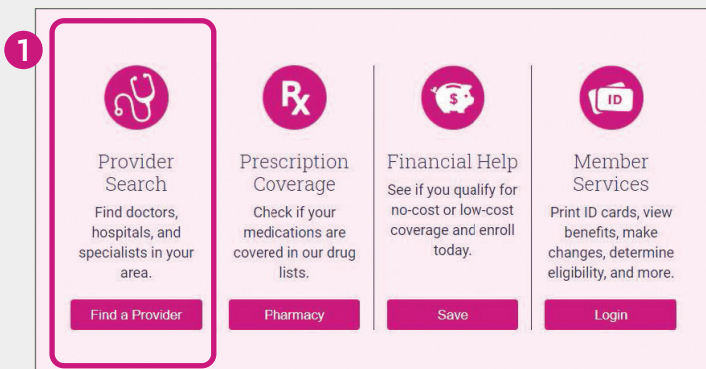 1
Provider
Search
Find doctors,
hospitals, and
specialists in your
area.
Find a Provider
Rx
Prescription
Coverage
Check if your
medications are
covered in our drug
lists.
Pharmacy
$
Financial Help
See if you qualify for
no-cost or low-cost
coverage and enroll
today.
Save
ID
Member
Services
Print ID cards, view
benefits, make
changes, determine
eligibility, and more.
Login